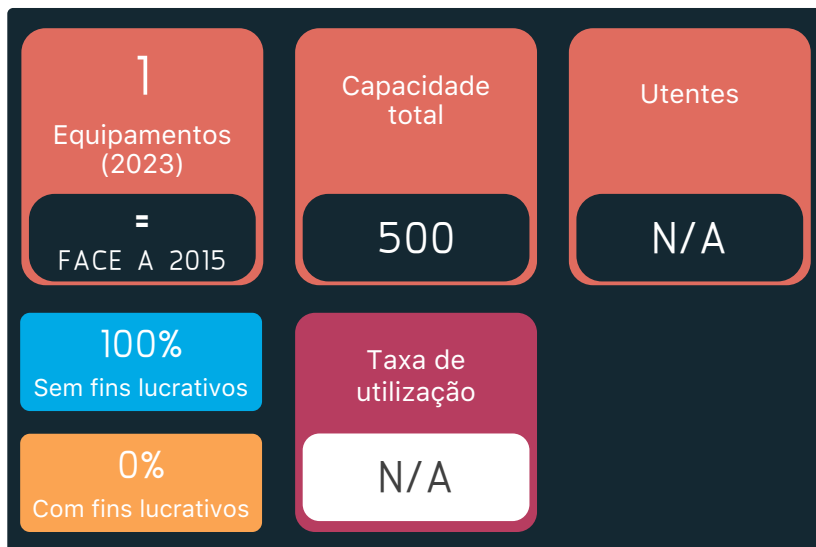 1
Equipamentos
(2023)
=
FACE A 2015
Capacidade
total
500
Utentes
N/A
100%
Sem fins lucrativos
0%
Com fins lucrativos
Taxa de
utilização
N/A